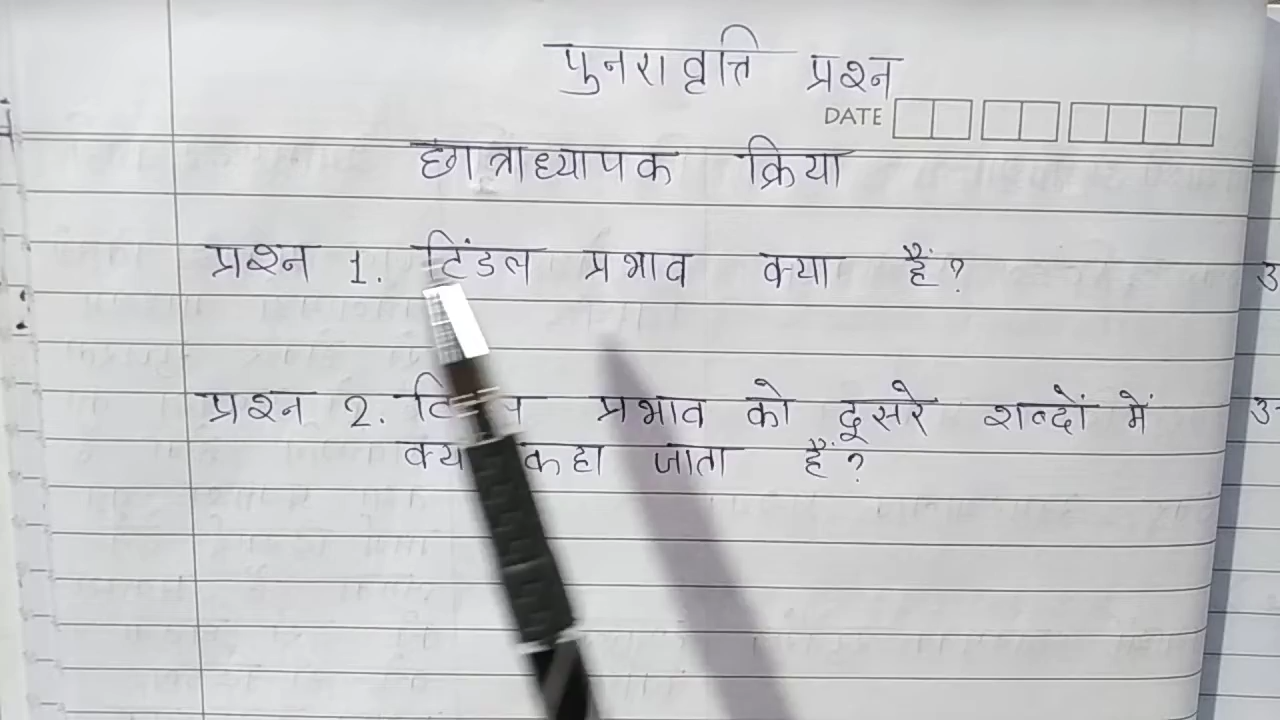 पुनरावृत्ति प्रश्न
DATE
छात्राध्यापक क्रिया
प्रश्न 1. टिंडल प्रभाव क्या हैं?
प्रश्न 2. प्रभाव को दूसरे शब्दों में
कहा जाता हैं?